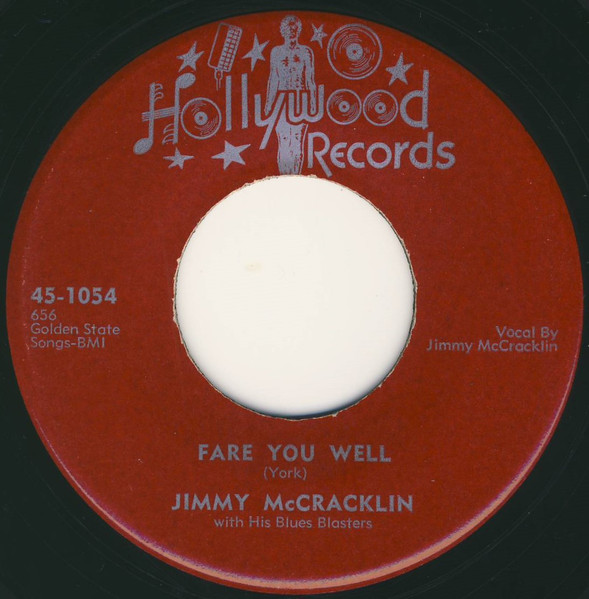 Hollywood
Records
45-1054
656
Golden State
Songs-BMI
Vocal By
Jimmy McCracklin
FARE YOU WELL
(York)
JIMMY McCRACKLIN
with His Blues Blasters